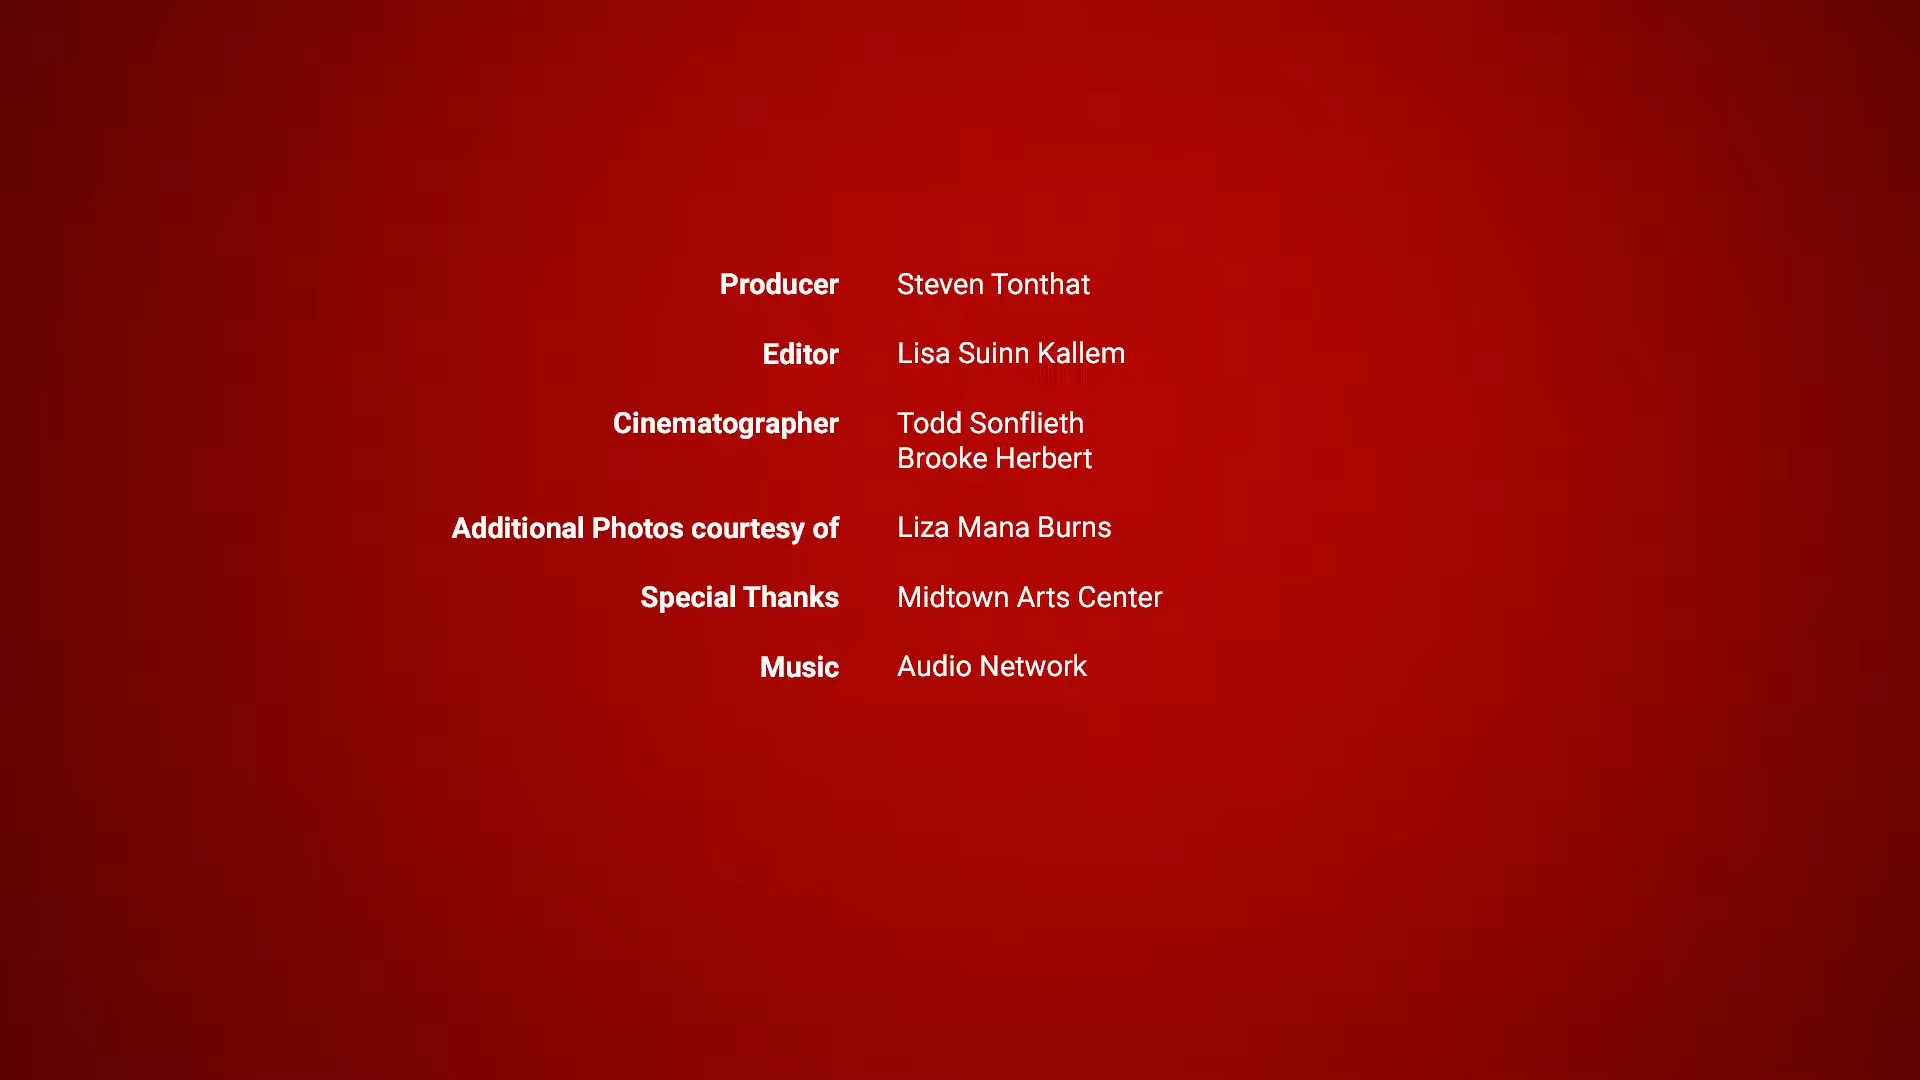 Producer Steven Tonthat
Editor Lisa Suinn Kallem
Cinematographer Todd Sonflieth
Brooke Herbert
Additional Photos courtesy of Liza Mana Burns
Special Thanks Midtown Arts Center
Music Audio Network